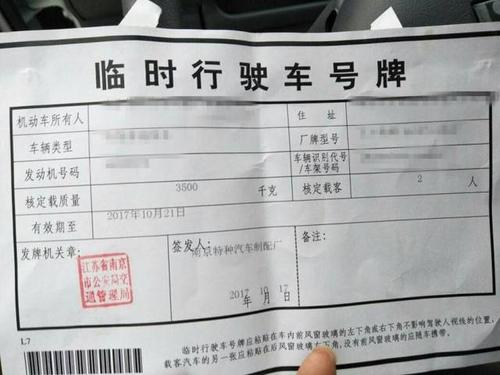 临时行驶车号牌
机动车所有人 住 址
车辆类型 厂牌型号
发动机号码 车辆识别代号/车架号码
核定载质量 3500 千克 核定载客 2 人
有效期至 2017年10月21日
发牌机关章: 签发人: 南京特种汽车制配厂 备注:
江苏省南京
市公安局交
通管理局
2017 年 10 月 17 日
L7
临时行驶车号牌应粘贴在车内前风窗玻璃的左下角或右下角不影响驾驶人视线的位置,
载客汽车的另一张应粘贴在后风窗玻璃左下角,没有前风窗玻璃的应随车携带。